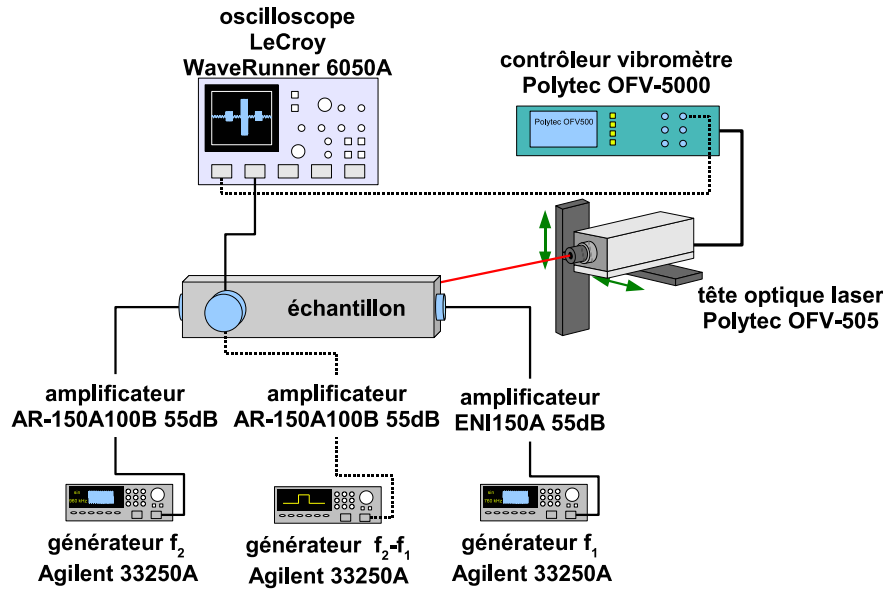 oscilloscope
LeCroy
WaveRunner 6050A
contrôleur vibromètre
Polytec OFV-5000
Polytec OFV500
échantillon
tête optique laser
Polytec OFV-505
amplificateur
AR-150A100B 55dB
amplificateur
AR-150A100B 55dB
amplificateur
ENI150A 55dB
générateur f2
Agilent 33250A
générateur f2-f1
Agilent 33250A
générateur f1
Agilent 33250A